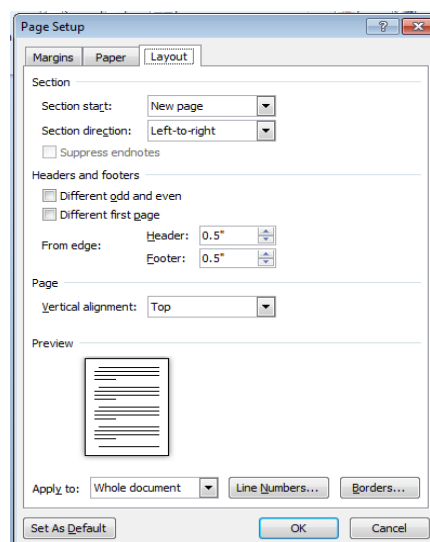 Page Setup
Margins Paper Layout
Section
Section start: New page
Section direction: Left-to-right
Suppress endnotes
Headers and footers
Different odd and even
Different first page
From edge:
Header: 0.5"
Footer: 0.5"
Page
Vertical alignment: Top
Preview
Apply to: Whole document Line Numbers... Borders...
Set As Default OK Cancel